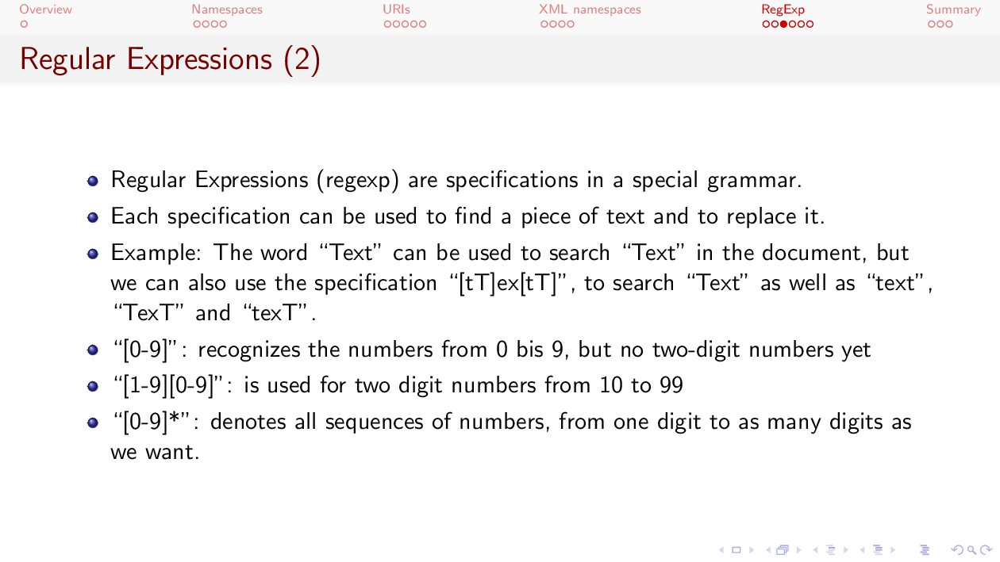 Overview Namespaces URIs XML namespaces RegExp Summary
Regular Expressions (2)
Regular Expressions (regexp) are specifications in a special grammar.
Each specification can be used to find a piece of text and to replace it.
Example: The word “Text” can be used to search “Text” in the document, but
we can also use the specification “[tT]ex[tT]”, to search “Text” as well as “text”,
“TexT” and “texT”.
“[0-9]”: recognizes the numbers from 0 bis 9, but no two-digit numbers yet
“[1-9][0-9]”: is used for two digit numbers from 10 to 99
“[0-9]*”: denotes all sequences of numbers, from one digit to as many digits as
we want.